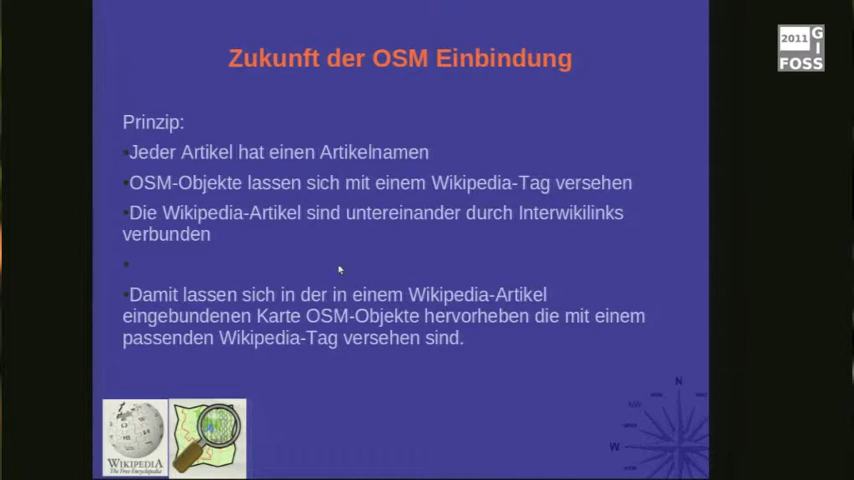 Zukunft der OSM Einbindung
2011 G
I
FOSS
Prinzip:
•Jeder Artikel hat einen Artikelnamen
•OSM-Objekte lassen sich mit einem Wikipedia-Tag versehen
•Die Wikipedia-Artikel sind untereinander durch Interwikilinks
verbunden
•
•Damit lassen sich in der in einem Wikipedia-Artikel
eingebundenen Karte OSM-Objekte hervorheben die mit einem
passenden Wikipedia-Tag versehen sind.
N
NW
W
WIKIPEDIA
The Free Encyclopedia